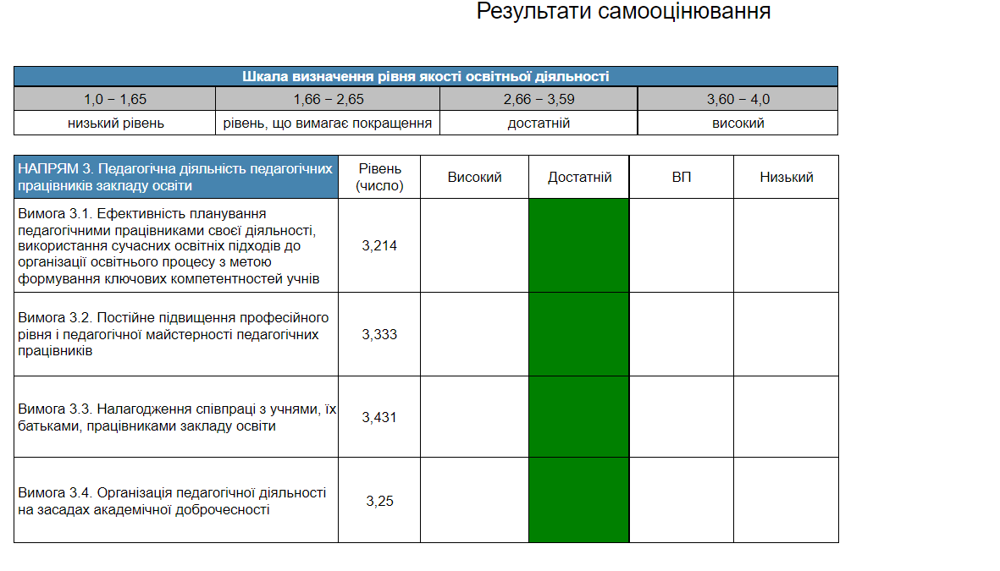 Результати самооцінювання
Шкала визначення рівня якості освітньої діяльності
1,0 – 1,65
1,66 – 2,65
2,66 – 3,59
3,60 – 4,0
низький рівень
рівень, що вимагає покращення
достатній
високий
НАПРЯМ 3. Педагогічна діяльність педагогічних
працівників закладу освіти
Рівень
(число)
Високий
Достатній
ВП
Низький
Вимога 3.1. Ефективність планування
педагогічними працівниками своєї діяльності,
використання сучасних освітніх підходів до
організації освітнього процесу з метою
формування ключових компетентностей учнів
3,214
Вимога 3.2. Постійне підвищення професійного
рівня і педагогічної майстерності педагогічних
працівників
3,333
Вимога 3.3. Налагодження співпраці з учнями, їх
батьками, працівниками закладу освіти
3,431
Вимога 3.4. Організація педагогічної діяльності
на засадах академічної доброчесності
3,25